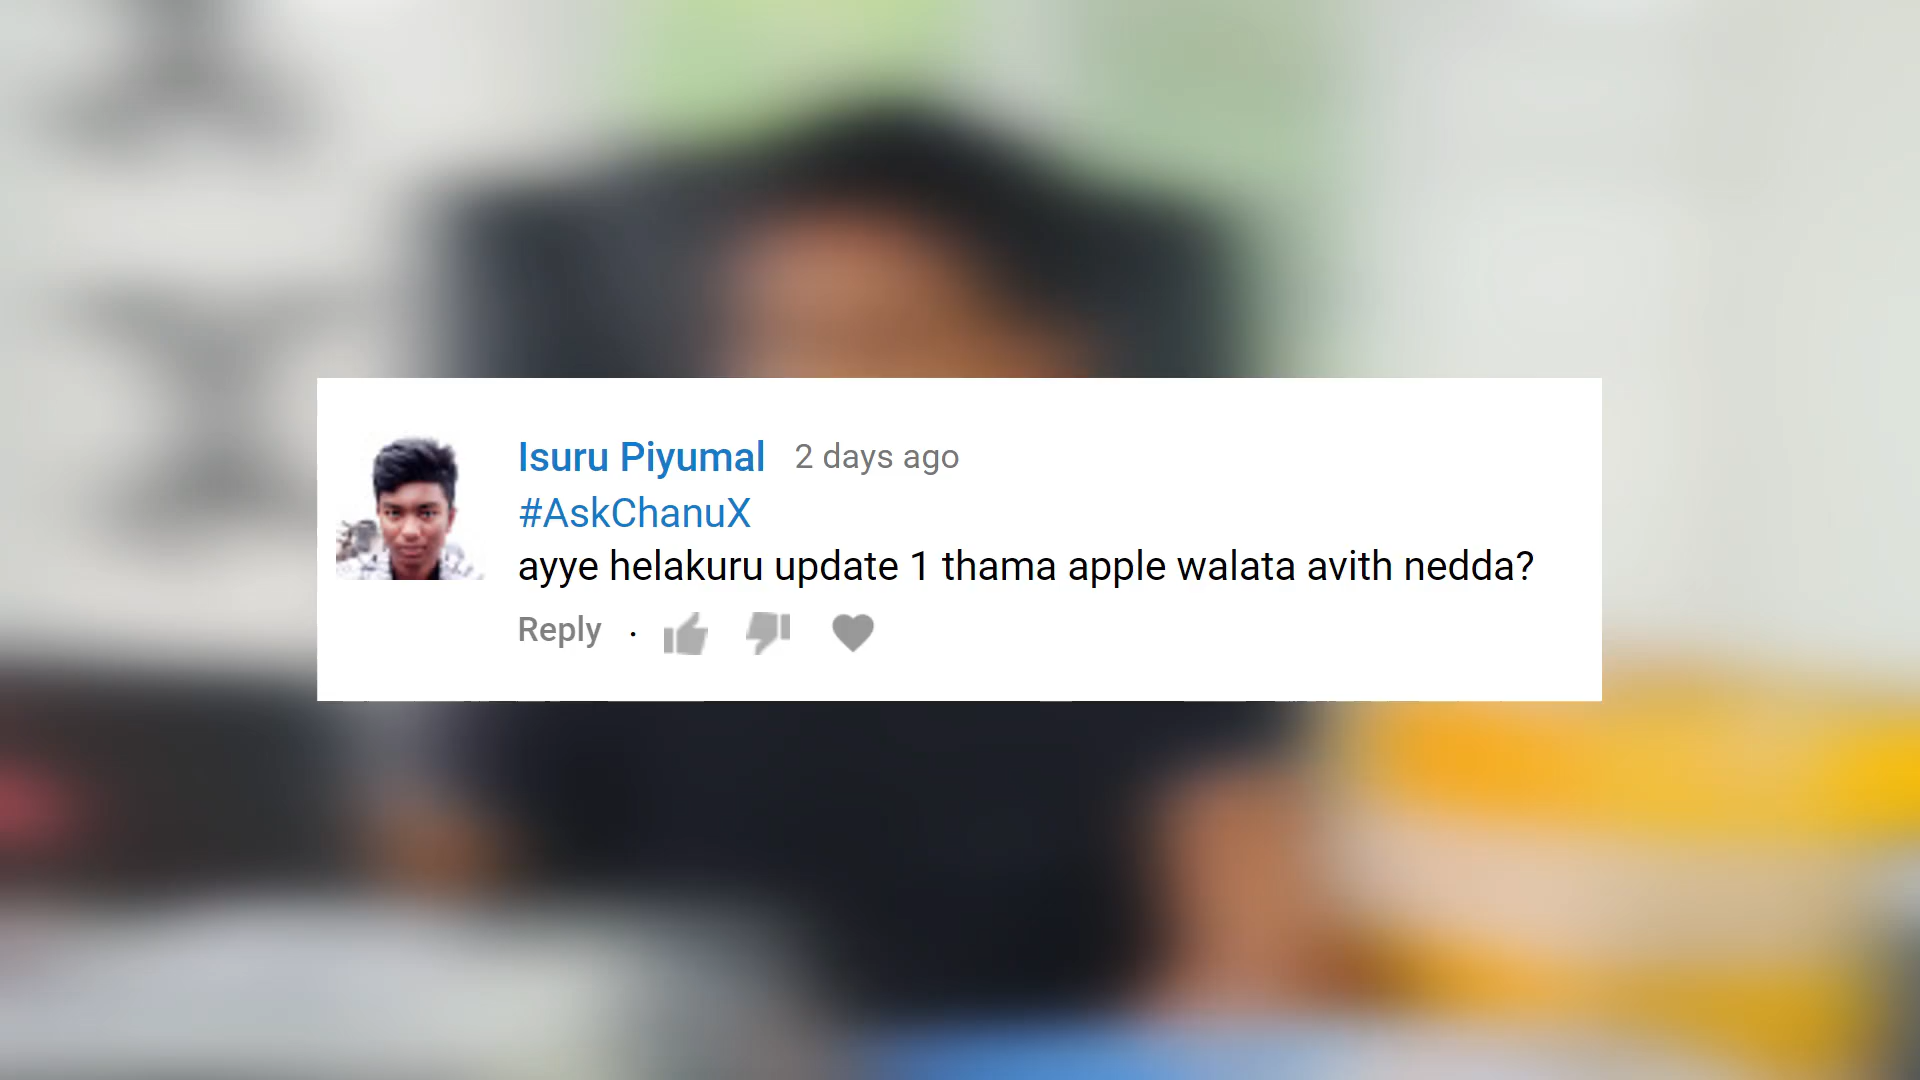 Isuru Piyumal 2 days ago
#AskChanuX
ayye helakuru update 1 thama apple walata avith nedda?
Reply ·